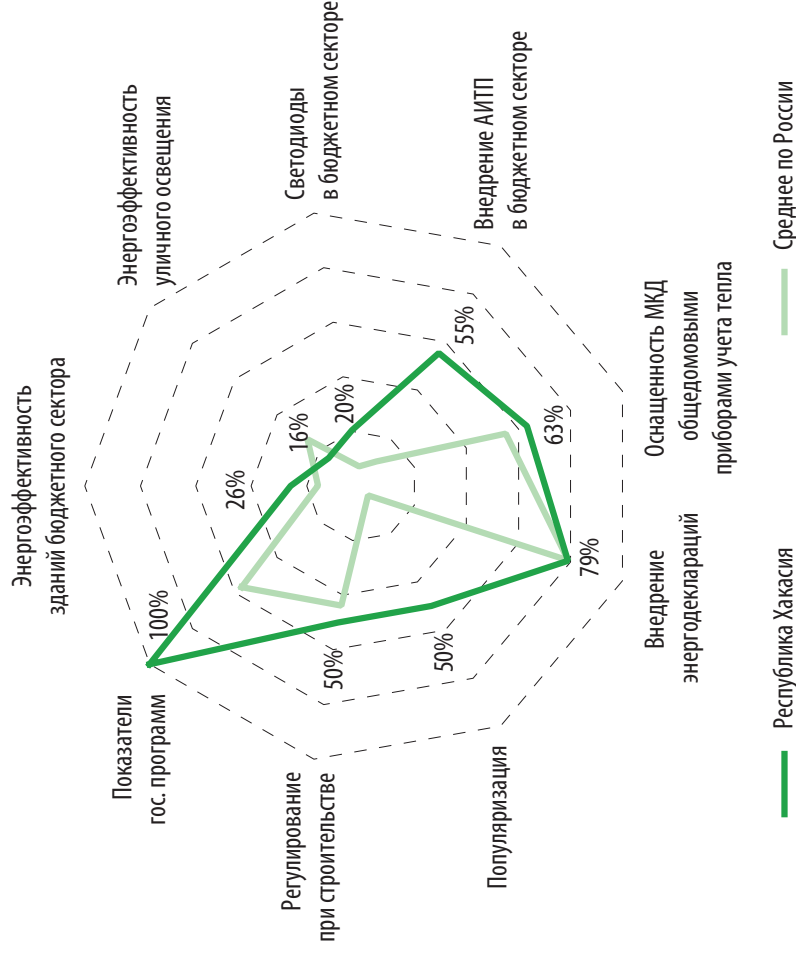 Энергоэффективность
зданий бюджетного сектора
Энергоэффективность
уличного освещения
Светодиоды
в бюджетном секторе
Внедрение АИТП
в бюджетном секторе
Оснащенность МКД
общедомовыми
приборами учета тепла
Внедрение
энергодеклараций
Популяризация
Регулирование
при строительстве
Показатели
гос. программ
26%
16%
20%
55%
63%
79%
50%
50%
100%
Республика Хакасия
Среднее по России